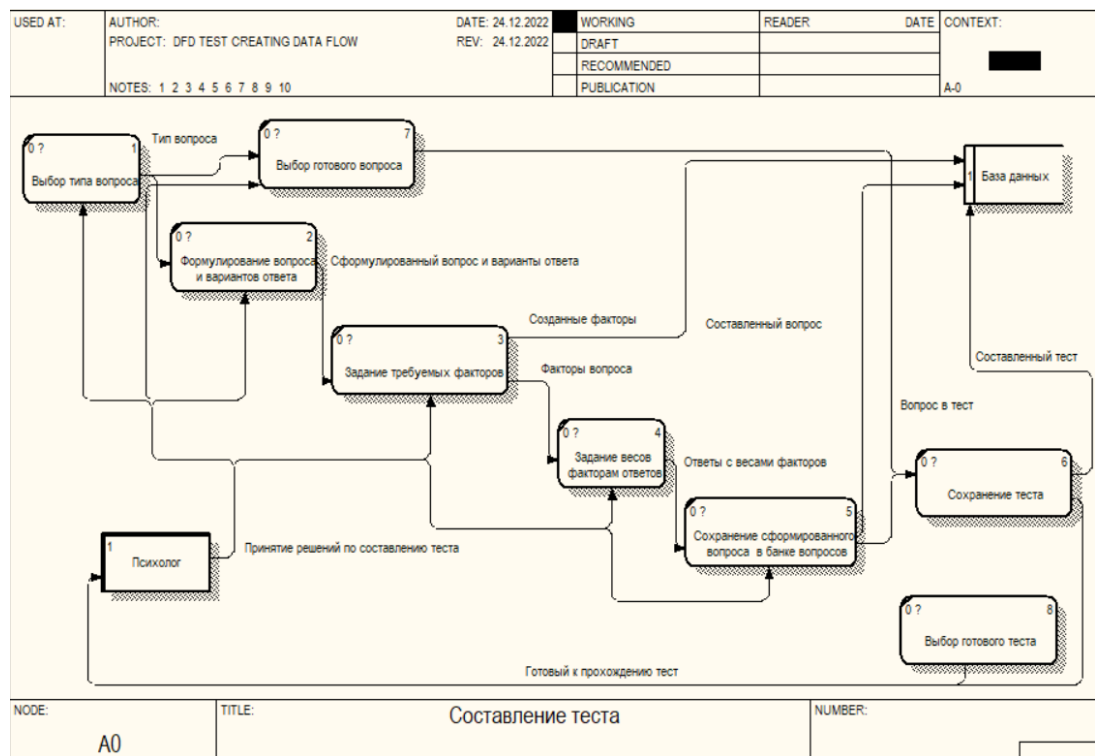 USED AT:
AUTHOR:
DATE: 24.12.2022
WORKING
READER
DATE
CONTEXT:
PROJECT: DFD TEST CREATING DATA FLOW
REV: 24.12.2022
DRAFT
RECOMMENDED
NOTES: 1 2 3 4 5 6 7 8 9 10
PUBLICATION
A-0
0 ?
1
Выбор типа вопроса
Тип вопроса
0 ?
7
Выбор готового вопроса
1
База данных
0 ?
2
Формулирование вопроса
и вариантов ответа
Сформулированный вопрос и варианты ответа
Созданные факторы
Составленный вопрос
0 ?
3
Задание требуемых факторов
Факторы вопроса
Составленный тест
Вопрос в тест
0 ?
4
Задание весов
факторам ответов
Ответы с весами факторов
0 ?
6
Сохранение теста
0 ?
5
Сохранение сформированного
вопроса в банке вопросов
1
Психолог
Принятие решений по составлению теста
0 ?
8
Выбор готового теста
Готовый к прохождению тест
NODE:
A0
TITLE:
Составление теста
NUMBER: